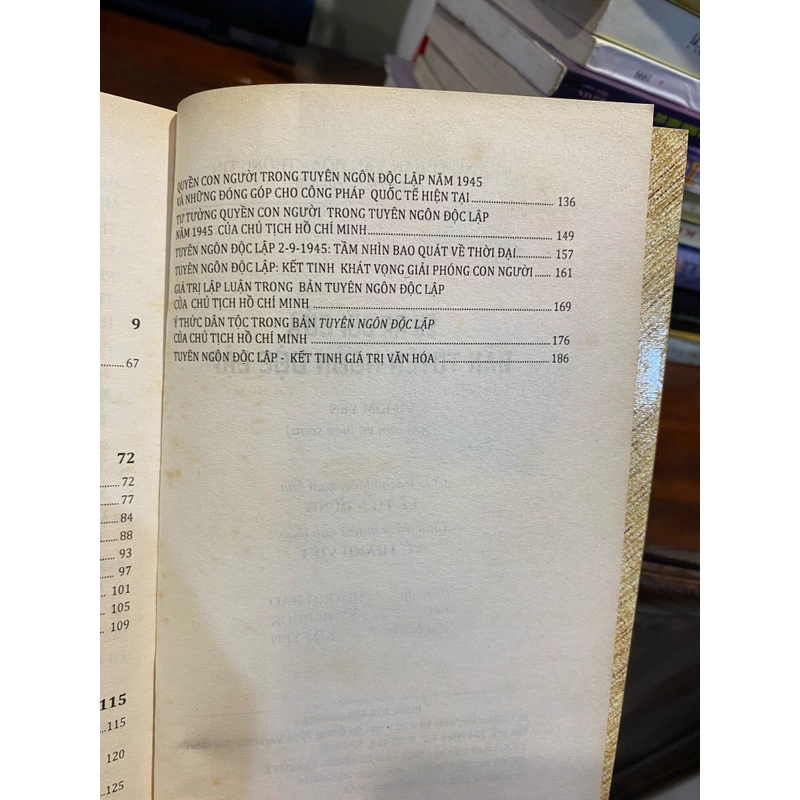 9
67
72
72
77
84
88
93
97
101
105
109
115
115
120
125
QUYỀN CON NGƯỜI TRONG TUYÊN NGÔN ĐỘC LẬP NĂM 1945
VÀ NHỮNG ĐÓNG GÓP CHO CÔNG PHÁP QUỐC TẾ HIỆN TẠI 136
TƯ TƯỞNG QUYỀN CON NGƯỜI TRONG TUYÊN NGÔN ĐỘC LẬP
NĂM 1945 CỦA CHỦ TỊCH HỒ CHÍ MINH 149
TUYÊN NGÔN ĐỘC LẬP 2-9-1945: TẦM NHÌN BAO QUÁT VỀ THỜI ĐẠI 157
TUYÊN NGÔN ĐỘC LẬP: KẾT TINH KHÁT VỌNG GIẢI PHÓNG CON NGƯỜI 161
GIÁ TRỊ LẬP LUẬN TRONG BẢN TUYÊN NGÔN ĐỘC LẬP
CỦA CHỦ TỊCH HỒ CHÍ MINH 169
Ý THỨC DÂN TỘC TRONG BẢN TUYÊN NGÔN ĐỘC LẬP
CỦA CHỦ TỊCH HỒ CHÍ MINH 176
TUYÊN NGÔN ĐỘC LẬP - KẾT TINH GIÁ TRỊ VĂN HÓA 186